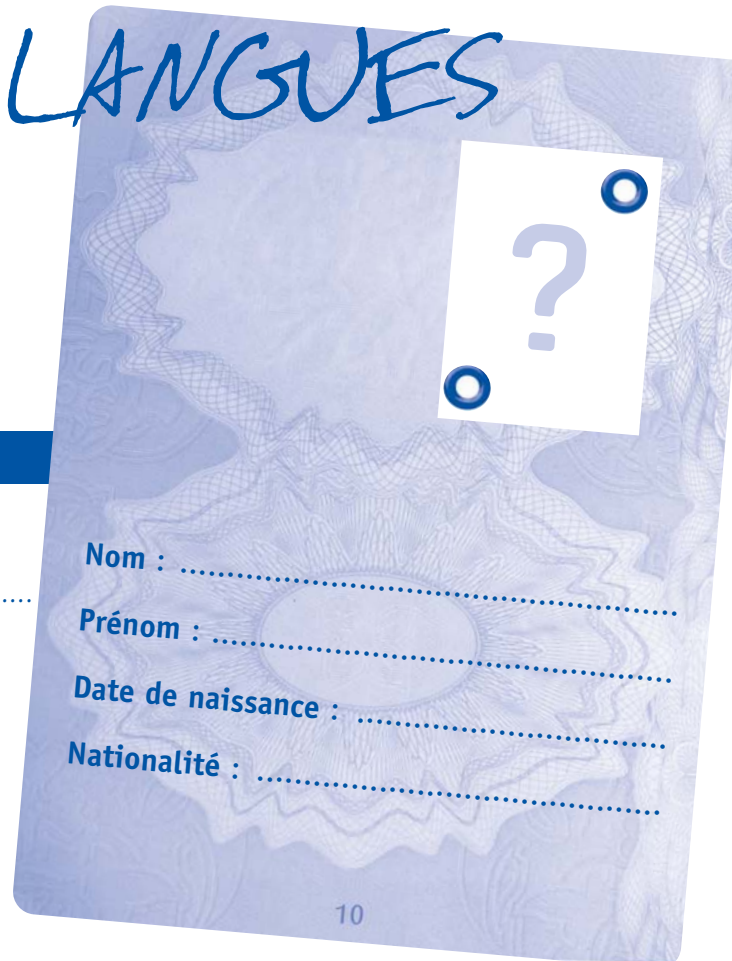 LANGUES
?
Nom : ........................................................
Prénom : ..................................................
Date de naissance : ..................................
Nationalité : ............................................
10